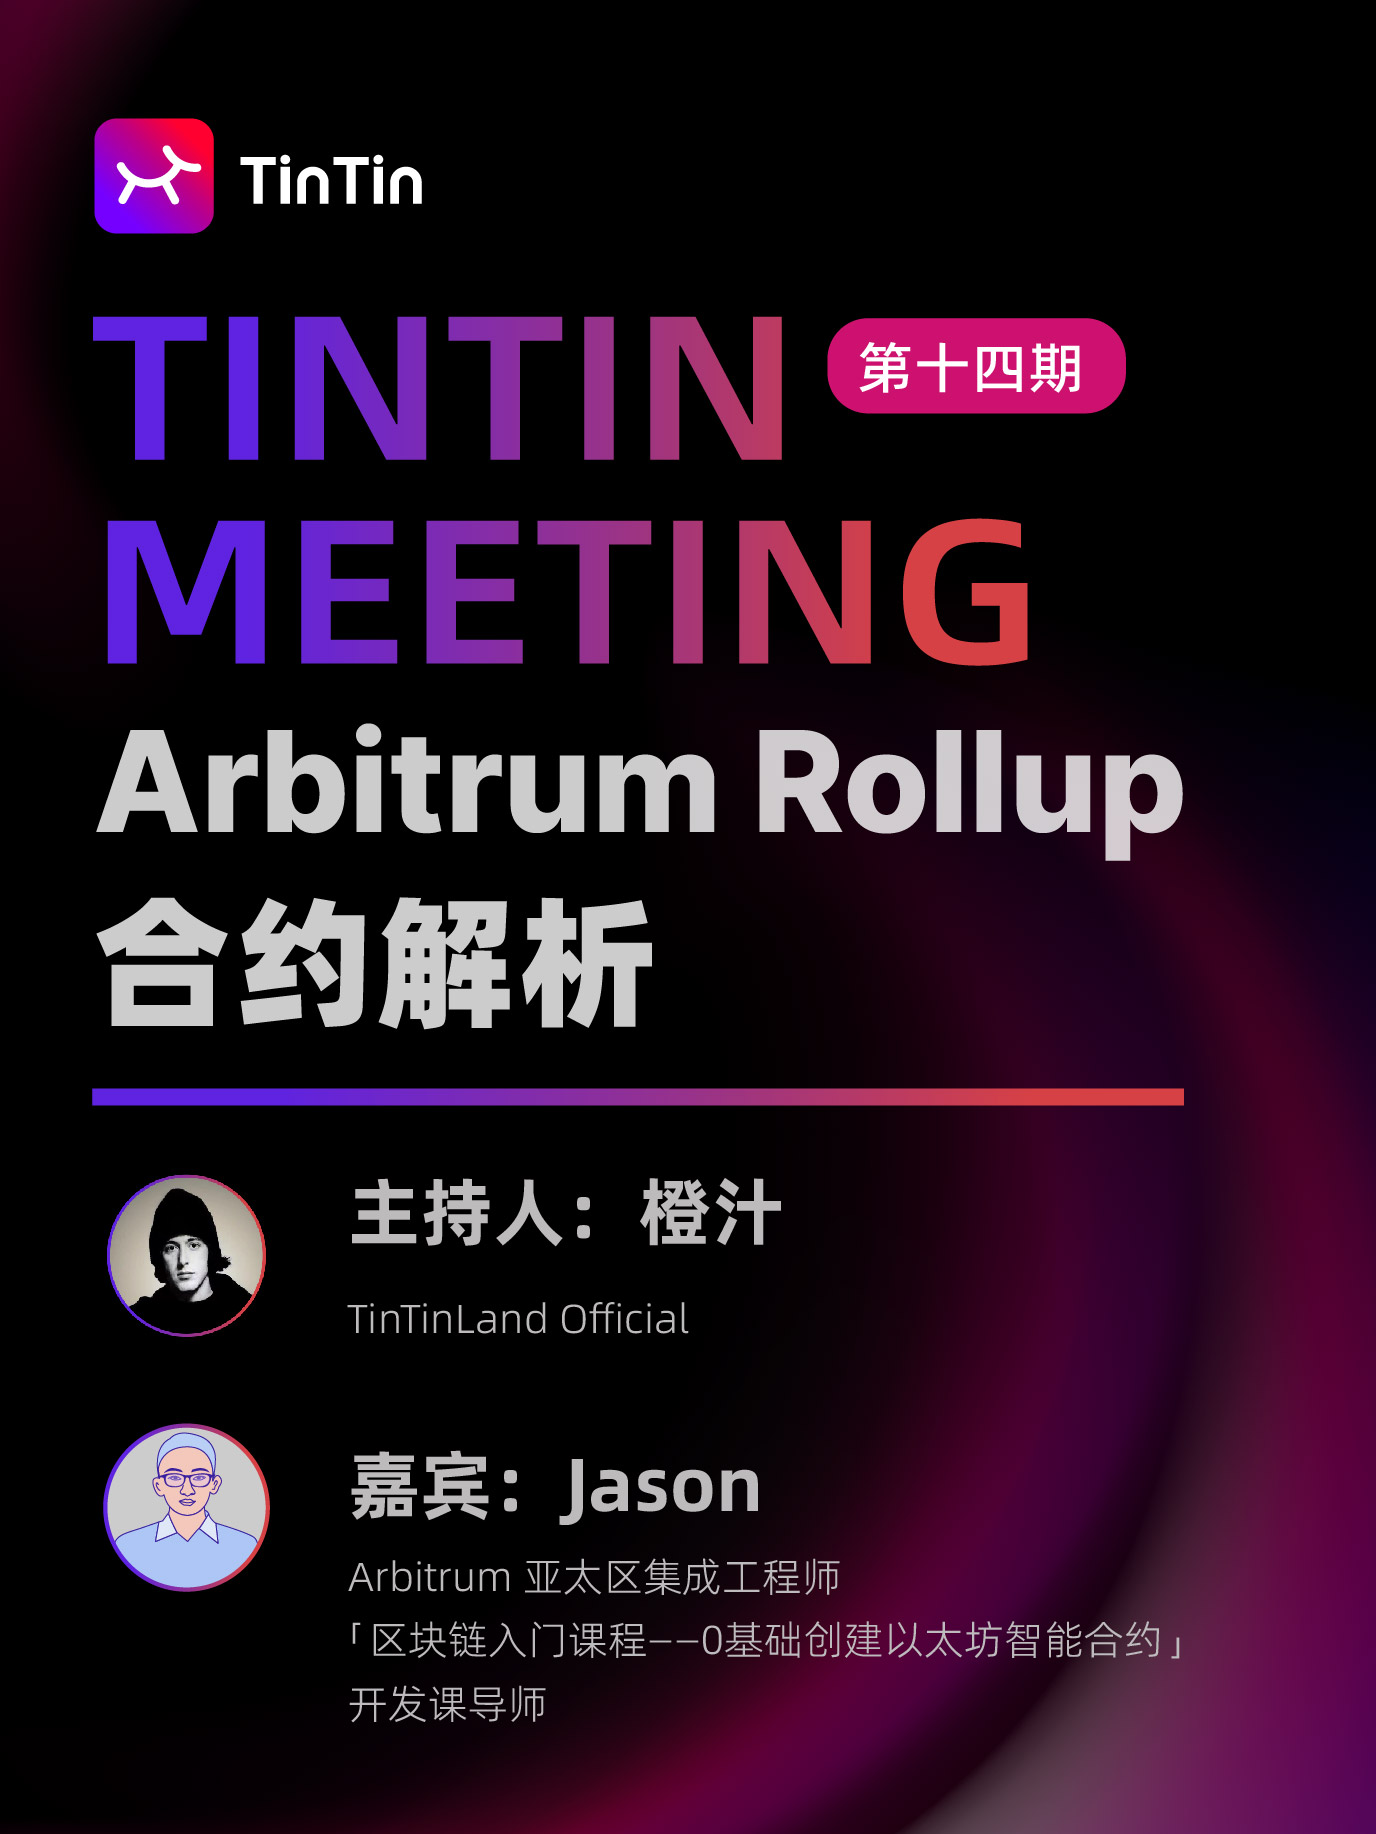 TinTin
TINTIN 第十四期
MEETING
Arbitrum Rollup
合约解析
主持人：橙汁
TinTinLand Official
嘉宾：Jason
Arbitrum 亚太区集成工程师
「区块链入门课程——0基础创建以太坊智能合约」
开发课导师